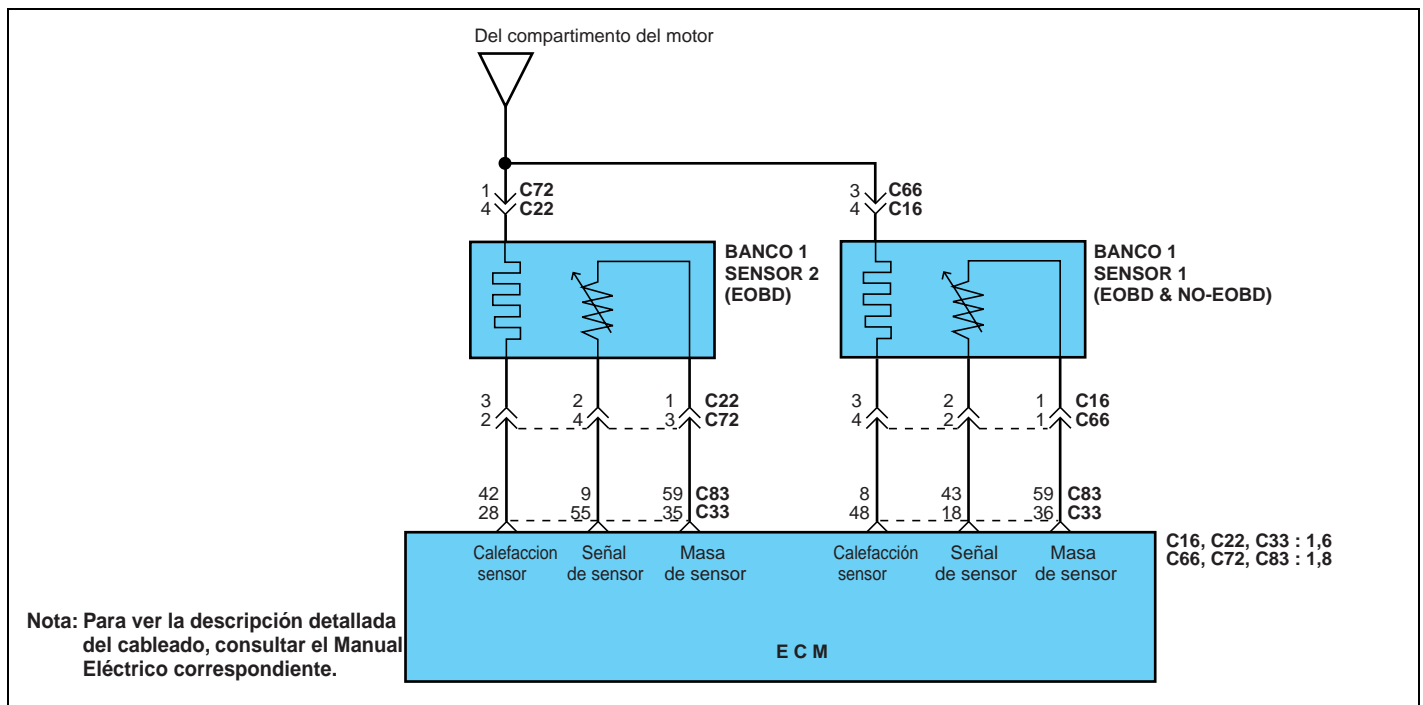 Del compartimento del motor
1 C72
4 C22
3 C66
4 C16
BANCO 1
SENSOR 2
(EOBD)
BANCO 1
SENSOR 1
(EOBD & NO-EOBD)
3 2 1 C22
2 4 3 C72
3 2 1 C16
4 2 1 C66
42 9 59 C83
28 55 35 C33
8 43 59 C83
48 18 36 C33
Calefaccion
sensor
Señal
de sensor
Masa
de sensor
Calefacción
sensor
Señal
de sensor
Masa
de sensor
C16, C22, C33 : 1,6
C66, C72, C83 : 1,8
Nota: Para ver la descripción detallada
del cableado, consultar el Manual
Eléctrico correspondiente.
E C M